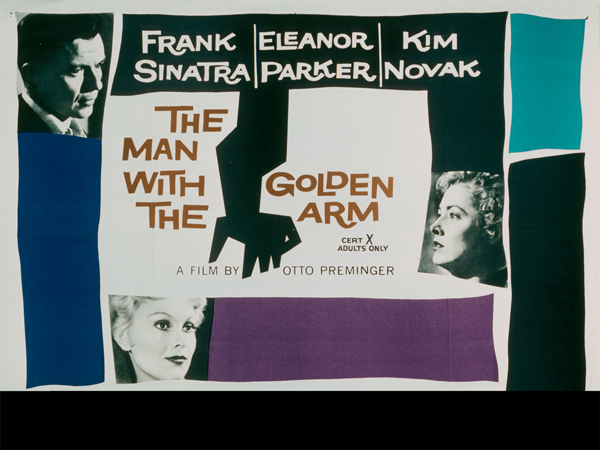 FRANK SINATRA
ELEANOR PARKER
KIM NOVAK
THE
MAN
WITH GOLDEN
THE ARM
CERT X
ADULTS ONLY
A FILM BY OTTO PREMINGER